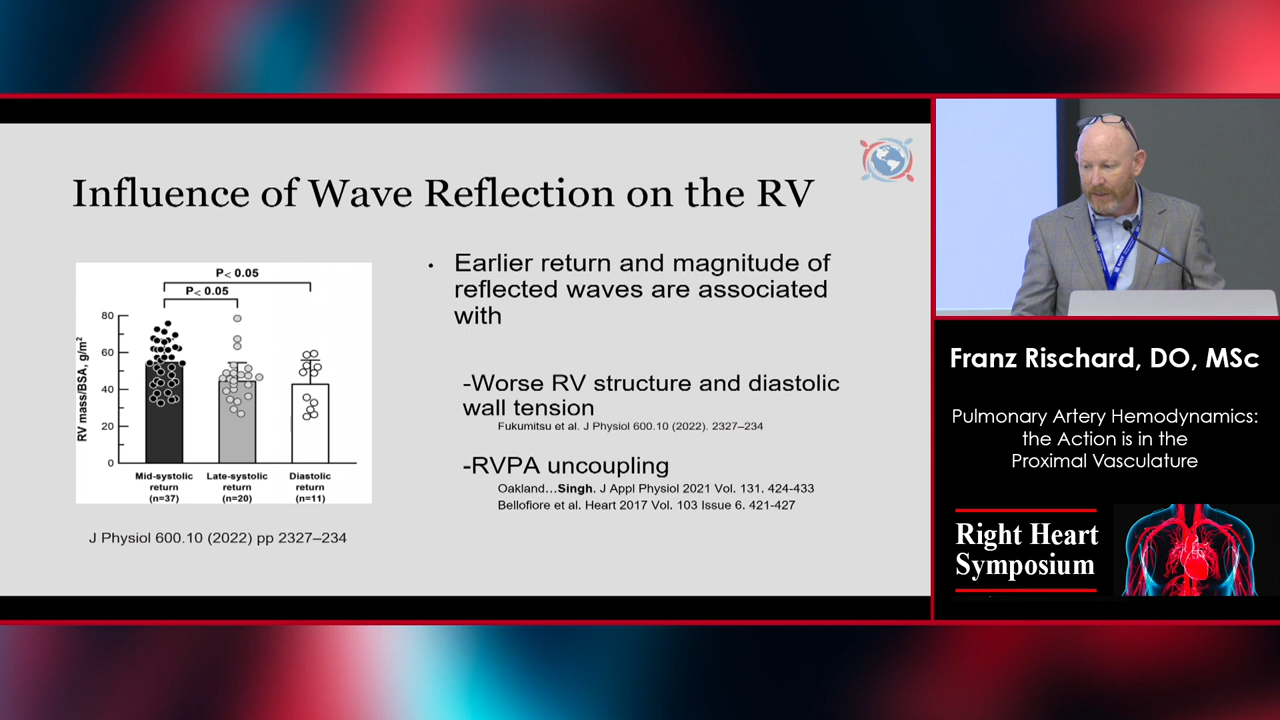 Influence of Wave Reflection on the RV
P< 0.05
P< 0.05
80
60
40
20
0
RV mass/BSA, g/m²
Mid-systolic return (n=37)
Late-systolic return (n=20)
Diastolic return (n=11)
J Physiol 600.10 (2022) pp 2327–234
• Earlier return and magnitude of
reflected waves are associated
with
-Worse RV structure and diastolic
wall tension
Fukumitsu et al. J Physiol 600.10 (2022). 2327–234
-RVPA uncoupling
Oakland…Singh. J Appl Physiol 2021 Vol. 131. 424-433
Bellofiore et al. Heart 2017 Vol. 103 Issue 6. 421-427
Franz Rischard, DO, MSc
Pulmonary Artery Hemodynamics:
the Action is in the
Proximal Vasculature
Right Heart
Symposium